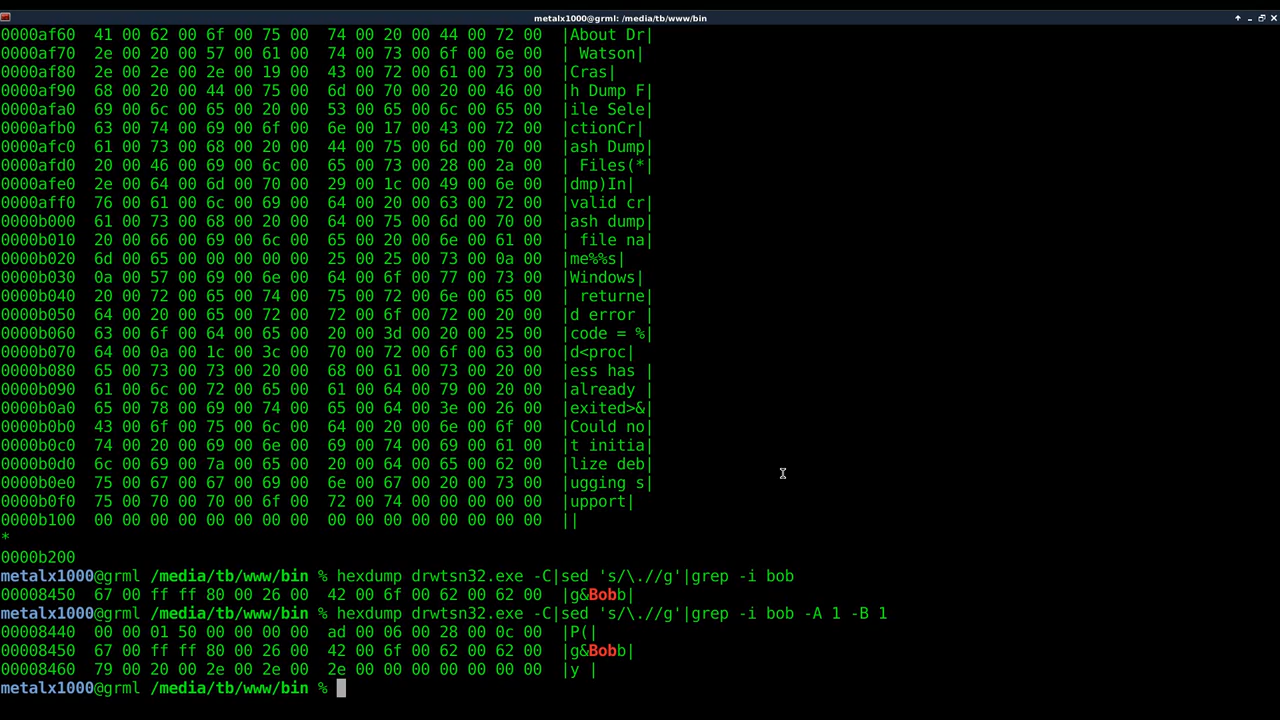 metalx1000@grml: /media/tb/www/bin
0000af60  41 00 62 00 6f 00 75 00  74 00 20 00 44 00 72 00  |About Dr|
0000af70  2e 00 20 00 57 00 61 00  74 00 73 00 6f 00 6e 00  | Watson|
0000af80  2e 00 2e 00 2e 00 19 00  43 00 72 00 61 00 73 00  |Cras|
0000af90  68 00 20 00 44 00 75 00  6d 00 70 00 20 00 46 00  |h Dump F|
0000afa0  69 00 6c 00 65 00 20 00  53 00 65 00 6c 00 65 00  |ile Sele|
0000afb0  63 00 74 00 69 00 6f 00  6e 00 17 00 43 00 72 00  |ctionCr|
0000afc0  61 00 73 00 68 00 20 00  44 00 75 00 6d 00 70 00  |ash Dump|
0000afd0  20 00 46 00 69 00 6c 00  65 00 73 00 28 00 2a 00  | Files(*|
0000afe0  2e 00 64 00 6d 00 70 00  29 00 1c 00 49 00 6e 00  |dmp)In|
0000aff0  76 00 61 00 6c 00 69 00  64 00 20 00 63 00 72 00  |valid cr|
0000b000  61 00 73 00 68 00 20 00  64 00 75 00 6d 00 70 00  |ash dump|
0000b010  20 00 66 00 69 00 6c 00  65 00 20 00 6e 00 61 00  | file na|
0000b020  6d 00 65 00 00 00 00 00  25 00 25 00 73 00 0a 00  |me%%s|
0000b030  0a 00 57 00 69 00 6e 00  64 00 6f 00 77 00 73 00  |Windows|
0000b040  20 00 72 00 65 00 74 00  75 00 72 00 6e 00 65 00  | returne|
0000b050  64 00 20 00 65 00 72 00  72 00 6f 00 72 00 20 00  |d error |
0000b060  63 00 6f 00 64 00 65 00  20 00 3d 00 20 00 25 00  |code = %|
0000b070  64 00 0a 00 1c 00 3c 00  70 00 72 00 6f 00 63 00  |d<proc|
0000b080  65 00 73 00 73 00 20 00  68 00 61 00 73 00 20 00  |ess has |
0000b090  61 00 6c 00 72 00 65 00  61 00 64 00 79 00 20 00  |already |
0000b0a0  65 00 78 00 69 00 74 00  65 00 64 00 3e 00 26 00  |exited>&|
0000b0b0  43 00 6f 00 75 00 6c 00  64 00 20 00 6e 00 6f 00  |Could no|
0000b0c0  74 00 20 00 69 00 6e 00  69 00 74 00 69 00 61 00  |t initia|
0000b0d0  6c 00 69 00 7a 00 65 00  20 00 64 00 65 00 62 00  |lize deb|
0000b0e0  75 00 67 00 67 00 69 00  6e 00 67 00 20 00 73 00  |ugging s|
0000b0f0  75 00 70 00 70 00 6f 00  72 00 74 00 00 00 00 00  |upport|
0000b100  00 00 00 00 00 00 00 00  00 00 00 00 00 00 00 00  ||
*
0000b200
metalx1000@grml /media/tb/www/bin % hexdump drwtsn32.exe -C|sed 's/\.//g'|grep -i bob
00008450  67 00 ff ff 80 00 26 00  42 00 6f 00 62 00 62 00  |g&Bobb|
metalx1000@grml /media/tb/www/bin % hexdump drwtsn32.exe -C|sed 's/\.//g'|grep -i bob -A 1 -B 1
00008440  00 00 01 50 00 00 00 00  ad 00 06 00 28 00 0c 00  |P(|
00008450  67 00 ff ff 80 00 26 00  42 00 6f 00 62 00 62 00  |g&Bobb|
00008460  79 00 20 00 2e 00 2e 00  2e 00 00 00 00 00 00 00  |y |
metalx1000@grml /media/tb/www/bin %